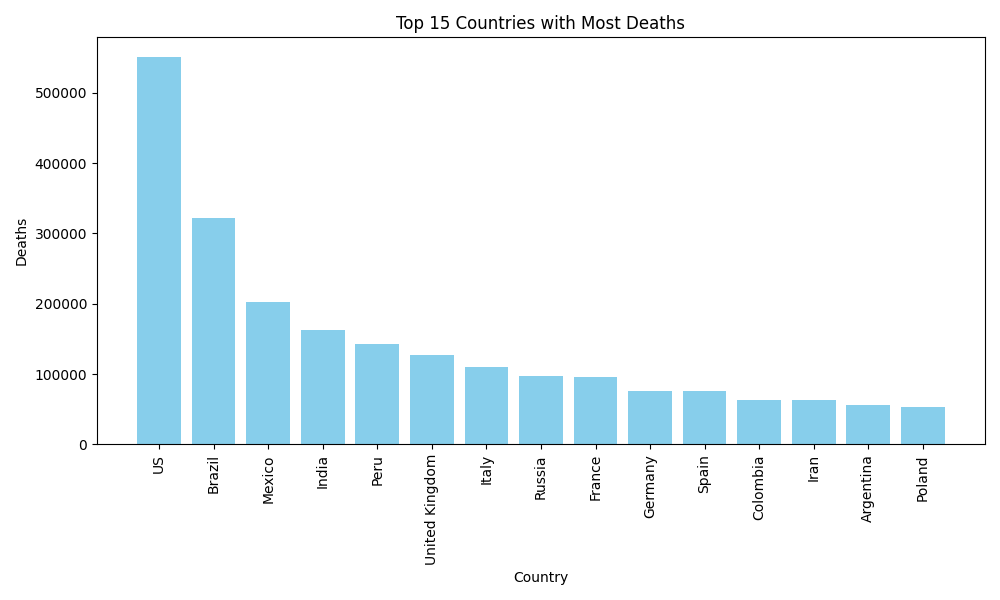 Top 15 Countries with Most Deaths
Deaths
500000
400000
300000
200000
100000
0
US
Brazil
Mexico
India
Peru
United Kingdom
Italy
Russia
France
Germany
Spain
Colombia
Iran
Argentina
Poland
Country